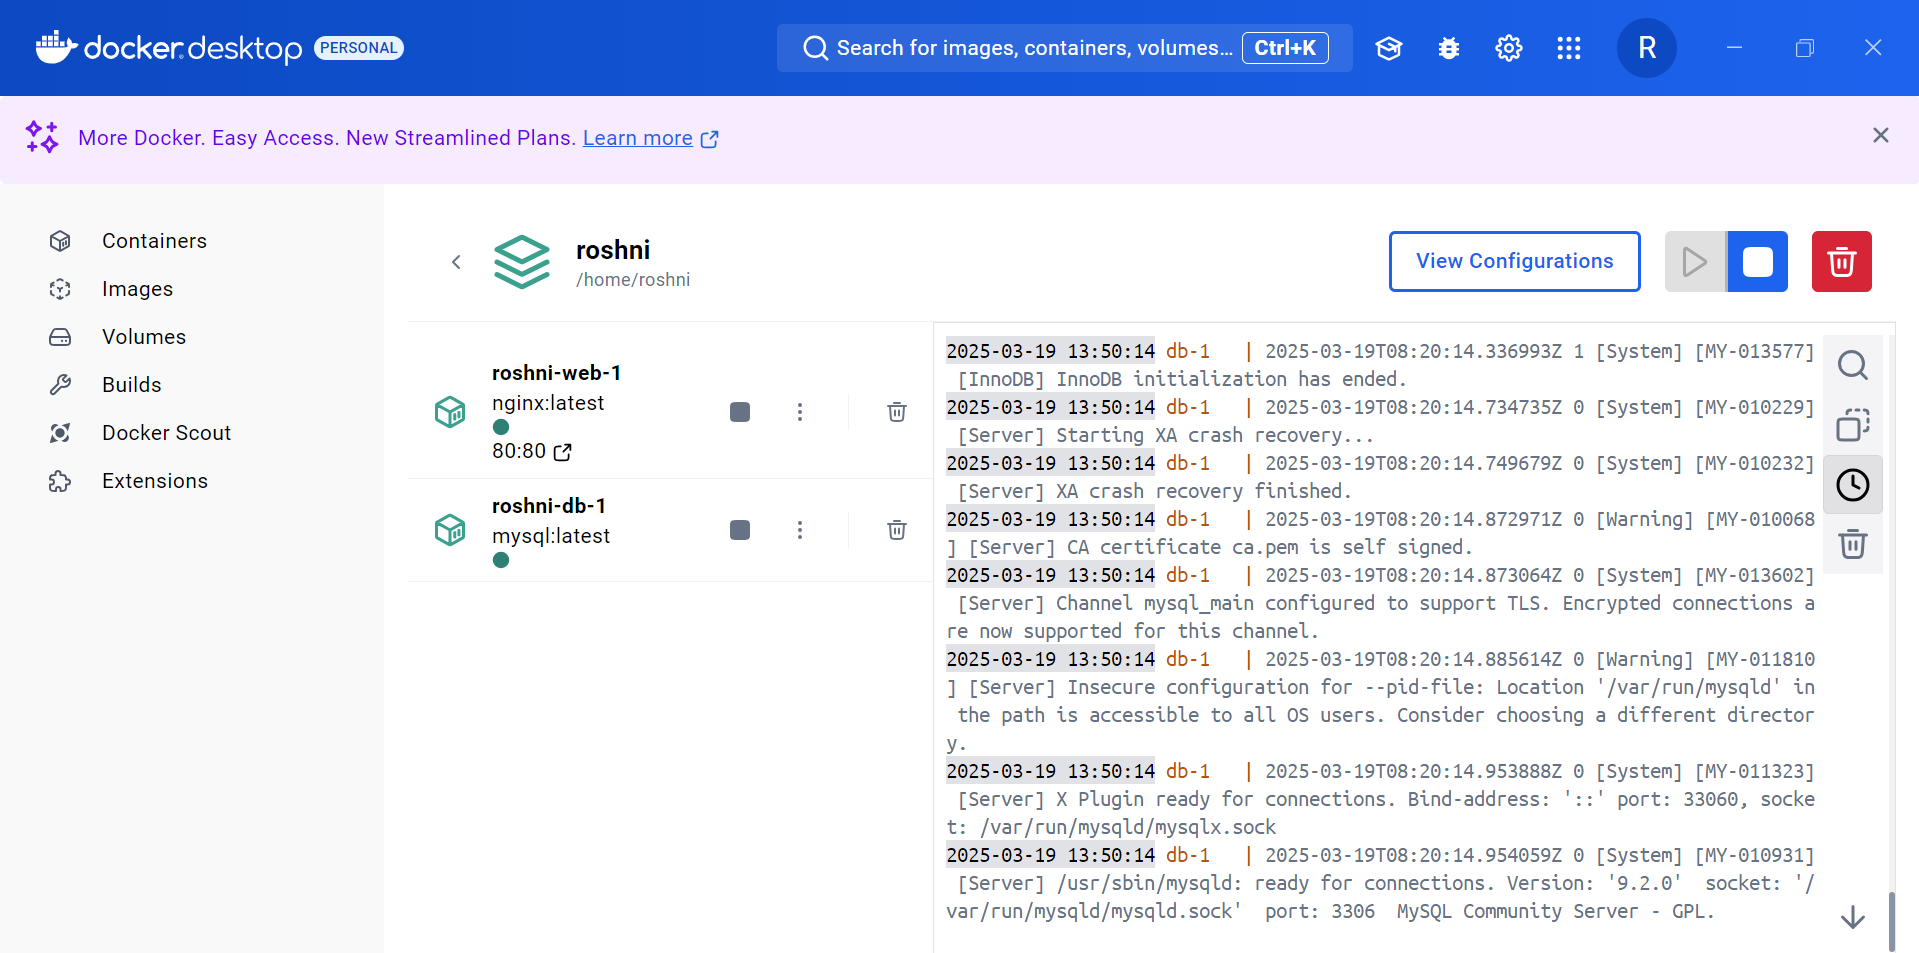 docker desktop PERSONAL
Search for images, containers, volumes... Ctrl+K
R
More Docker. Easy Access. New Streamlined Plans. Learn more
Containers
Images
Volumes
Builds
Docker Scout
Extensions
roshni
/home/roshni
View Configurations
roshni-web-1
nginx:latest
80:80
roshni-db-1
mysql:latest
2025-03-19 13:50:14 db-1 | 2025-03-19T08:20:14.336993Z 1 [System] [MY-013577]
[InnoDB] InnoDB initialization has ended.
2025-03-19 13:50:14 db-1 | 2025-03-19T08:20:14.734735Z 0 [System] [MY-010229]
[Server] Starting XA crash recovery...
2025-03-19 13:50:14 db-1 | 2025-03-19T08:20:14.749679Z 0 [System] [MY-010232]
[Server] XA crash recovery finished.
2025-03-19 13:50:14 db-1 | 2025-03-19T08:20:14.872971Z 0 [Warning] [MY-010068
] [Server] CA certificate ca.pem is self signed.
2025-03-19 13:50:14 db-1 | 2025-03-19T08:20:14.873064Z 0 [System] [MY-013602]
[Server] Channel mysql_main configured to support TLS. Encrypted connections a
re now supported for this channel.
2025-03-19 13:50:14 db-1 | 2025-03-19T08:20:14.885614Z 0 [Warning] [MY-011810
] [Server] Insecure configuration for --pid-file: Location '/var/run/mysqld' in
the path is accessible to all OS users. Consider choosing a different director
y.
2025-03-19 13:50:14 db-1 | 2025-03-19T08:20:14.953888Z 0 [System] [MY-011323]
[Server] X Plugin ready for connections. Bind-address: '::' port: 33060, socke
t: /var/run/mysqld/mysqlx.sock
2025-03-19 13:50:14 db-1 | 2025-03-19T08:20:14.954059Z 0 [System] [MY-010931]
[Server] /usr/sbin/mysqld: ready for connections. Version: '9.2.0'  socket: '/
var/run/mysqld/mysqld.sock'  port: 3306  MySQL Community Server - GPL.